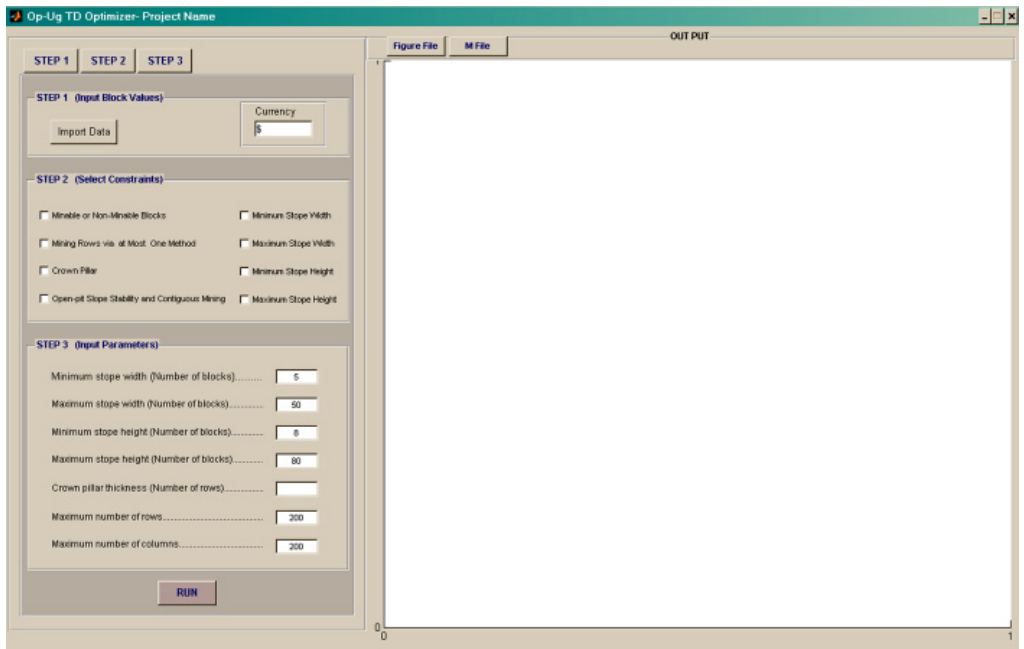 Op-Ug TD Optimizer- Project Name
STEP 1 STEP 2 STEP 3
STEP 1 (Input Block Values)
Import Data
Currency
$
STEP 2 (Select Constraints)
Minable or Non-Minable Blocks
Minimum Stope Width
Mining Rows via at Most One Method
Maximum Stope Width
Crown Pillar
Minimum Stope Height
Open-pit Slope Stability and Contiguous Mining
Maximum Stope Height
STEP 3 (Input Parameters)
Minimum stope width (Number of blocks)......... 5
Maximum stope width (Number of blocks)............ 50
Minimum stope height (Number of blocks)........... 8
Maximum stope height (Number of blocks)........... 80
Crown pillar thickness (Number of rows)..............
Maximum number of rows.................................. 200
Maximum number of columns............................ 200
RUN
Figure File M File
OUT PUT
1
0
0
1